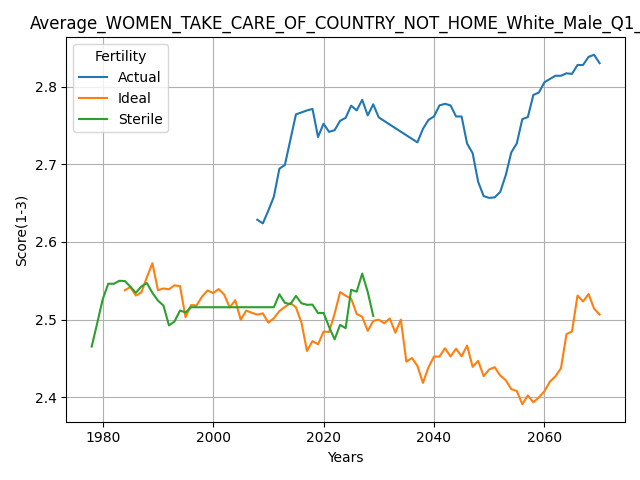 Average_WOMEN_TAKE_CARE_OF_COUNTRY_NOT_HOME_White_Male_Q1_
Fertility
Actual
Ideal
Sterile
Score(1-3)
2.8
2.7
2.6
2.5
2.4
1980 2000 2020 2040 2060
Years